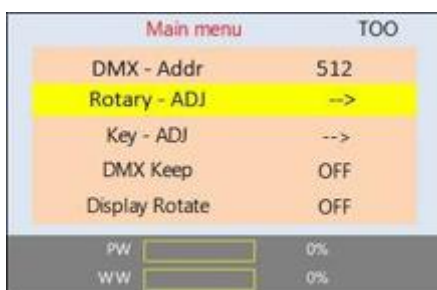 Main menu TOO
DMX - Addr 512
Rotary - ADJ -->
Key - ADJ -->
DMX Keep OFF
Display Rotate OFF
PW 0%
WW 0%